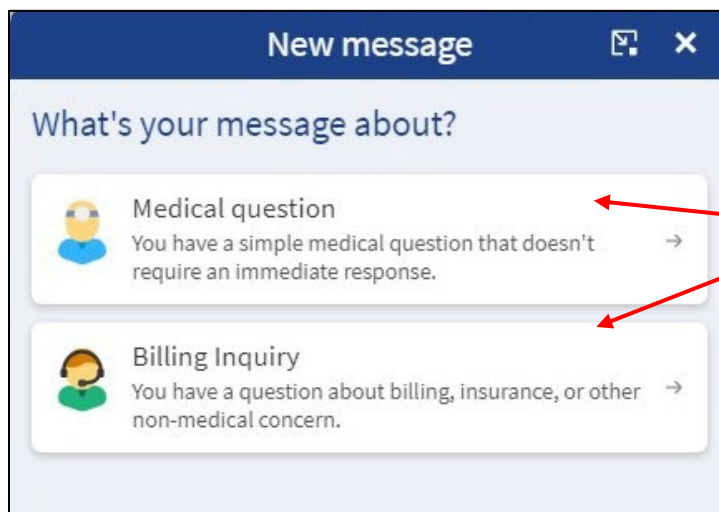 New message
What's your message about?
Medical question
You have a simple medical question that doesn't
require an immediate response.
Billing Inquiry
You have a question about billing, insurance, or other
non-medical concern.